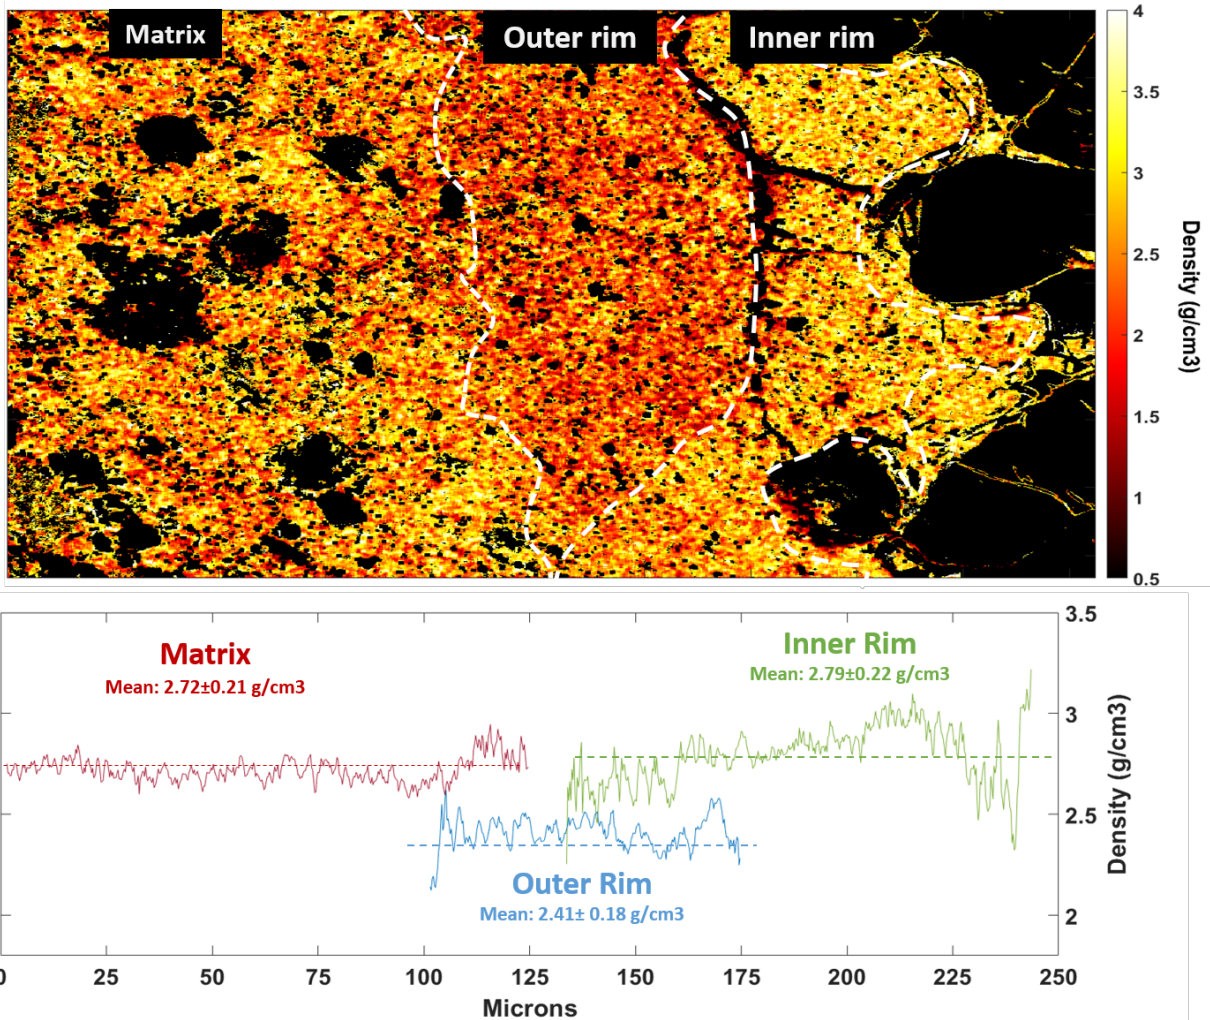 Matrix
Outer rim
Inner rim
4
3.5
3
2.5
2
1.5
1
0.5
Density (g/cm3)
Matrix
Mean: 2.72±0.21 g/cm3
Inner Rim
Mean: 2.79±0.22 g/cm3
Outer Rim
Mean: 2.41± 0.18 g/cm3
3.5
3
2.5
2
Density (g/cm3)
0 25 50 75 100 125 150 175 200 225 250
Microns